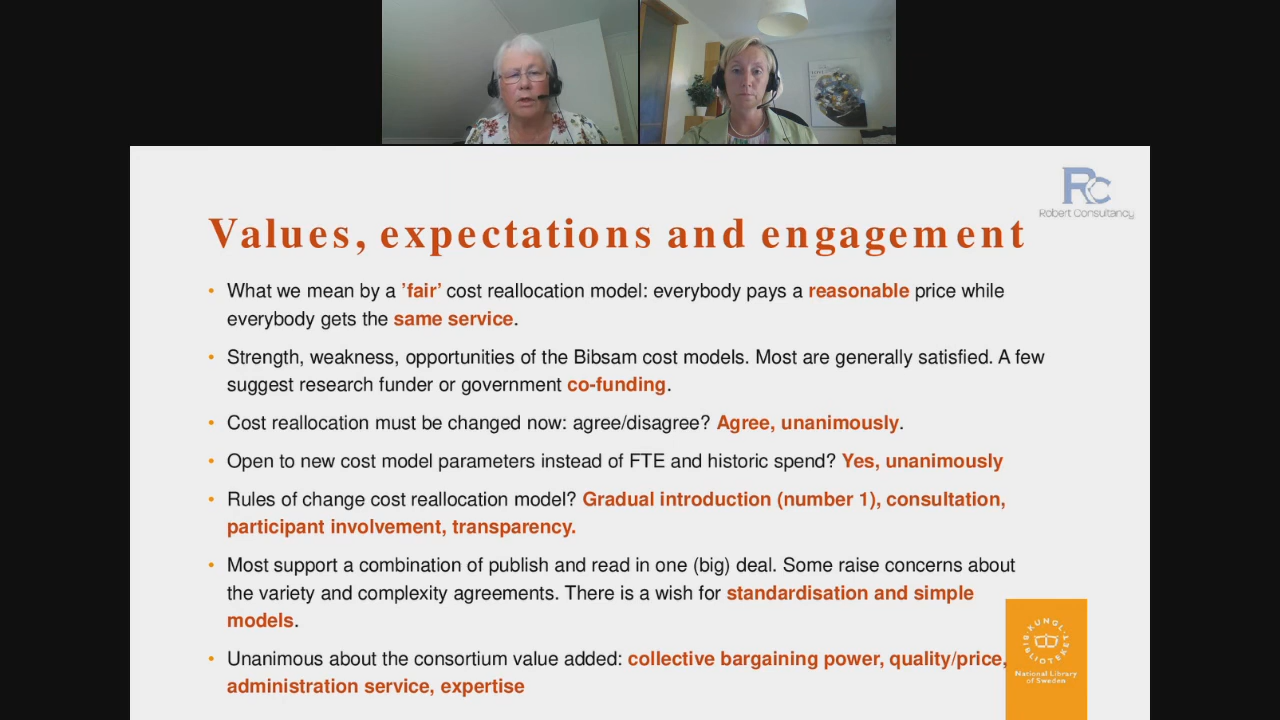 RC
Robert Consultancy
Values, expectations and engagement
• What we mean by a ’fair’ cost reallocation model: everybody pays a reasonable price while
everybody gets the same service.
• Strength, weakness, opportunities of the Bibsam cost models. Most are generally satisfied. A few
suggest research funder or government co-funding.
• Cost reallocation must be changed now: agree/disagree? Agree, unanimously.
• Open to new cost model parameters instead of FTE and historic spend? Yes, unanimously
• Rules of change cost reallocation model? Gradual introduction (number 1), consultation,
participant involvement, transparency.
• Most support a combination of publish and read in one (big) deal. Some raise concerns about
the variety and complexity agreements. There is a wish for standardisation and simple
models.
• Unanimous about the consortium value added: collective bargaining power, quality/price,
administration service, expertise
KUNGL. BIBLIOTEKET
National Library
of Sweden